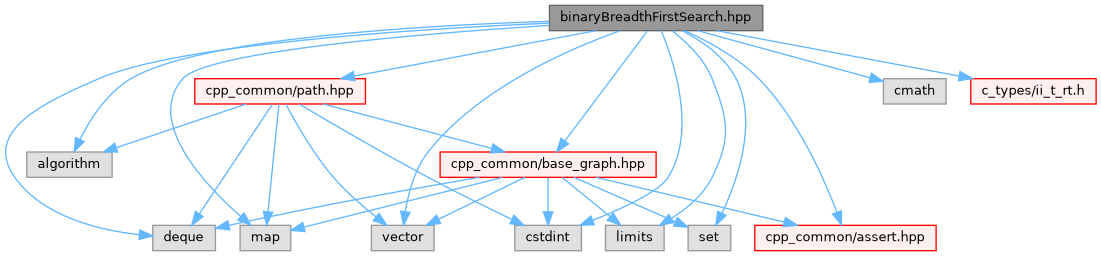 binaryBreadthFirstSearch.hpp
cpp_common/path.hpp
cmath
c_types/ii_t_rt.h
algorithm
cpp_common/base_graph.hpp
deque
map
vector
cstdint
limits
set
cpp_common/assert.hpp